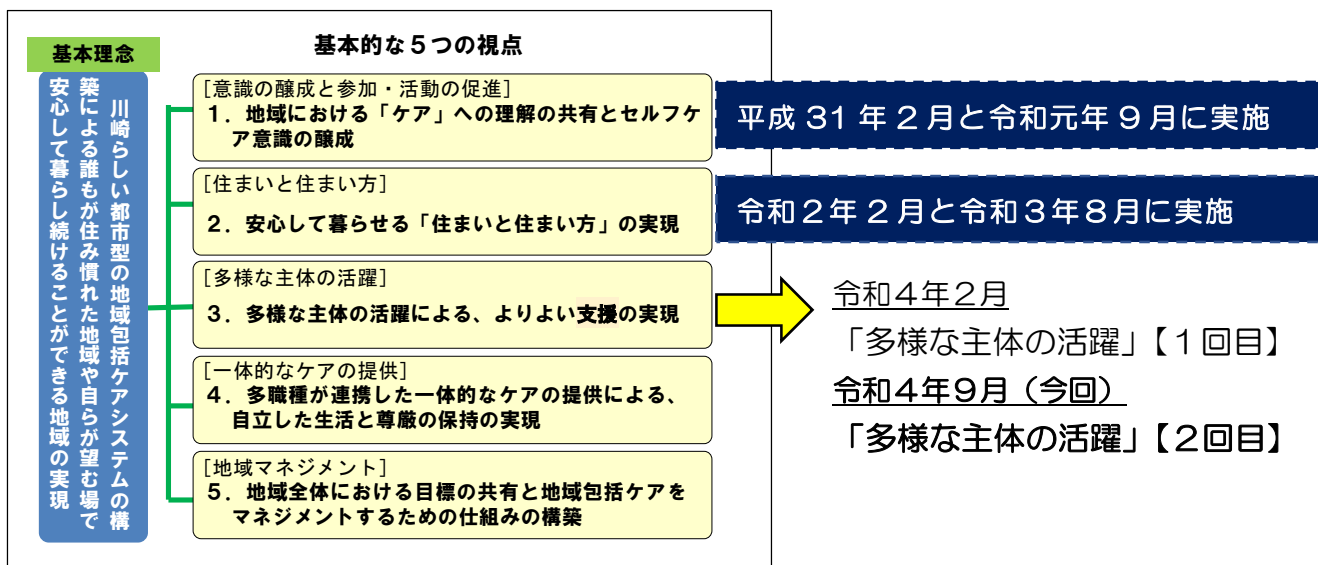 基本理念
川崎らしい都市型の地域包括ケアシステムの構
築による誰もが住み慣れた地域や自らが望む場で
安心して暮らし続けることができる地域の実現
基本的な５つの視点
[意識の醸成と参加・活動の促進]
１．地域における「ケア」への理解の共有とセルフケ
ア意識の醸成
[住まいと住まい方]
２．安心して暮らせる「住まいと住まい方」の実現
[多様な主体の活躍]
３．多様な主体の活躍による、よりよい支援の実現
[一体的なケアの提供]
４．多職種が連携した一体的なケアの提供による、
自立した生活と尊厳の保持の実現
[地域マネジメント]
５．地域全体における目標の共有と地域包括ケアを
マネジメントするための仕組みの構築
平成 31 年 2 月と令和元年 9 月に実施
令和２年 2 月と令和３年８月に実施
令和４年２月
「多様な主体の活躍」【１回目】
令和４年９月（今回）
「多様な主体の活躍」【２回目】